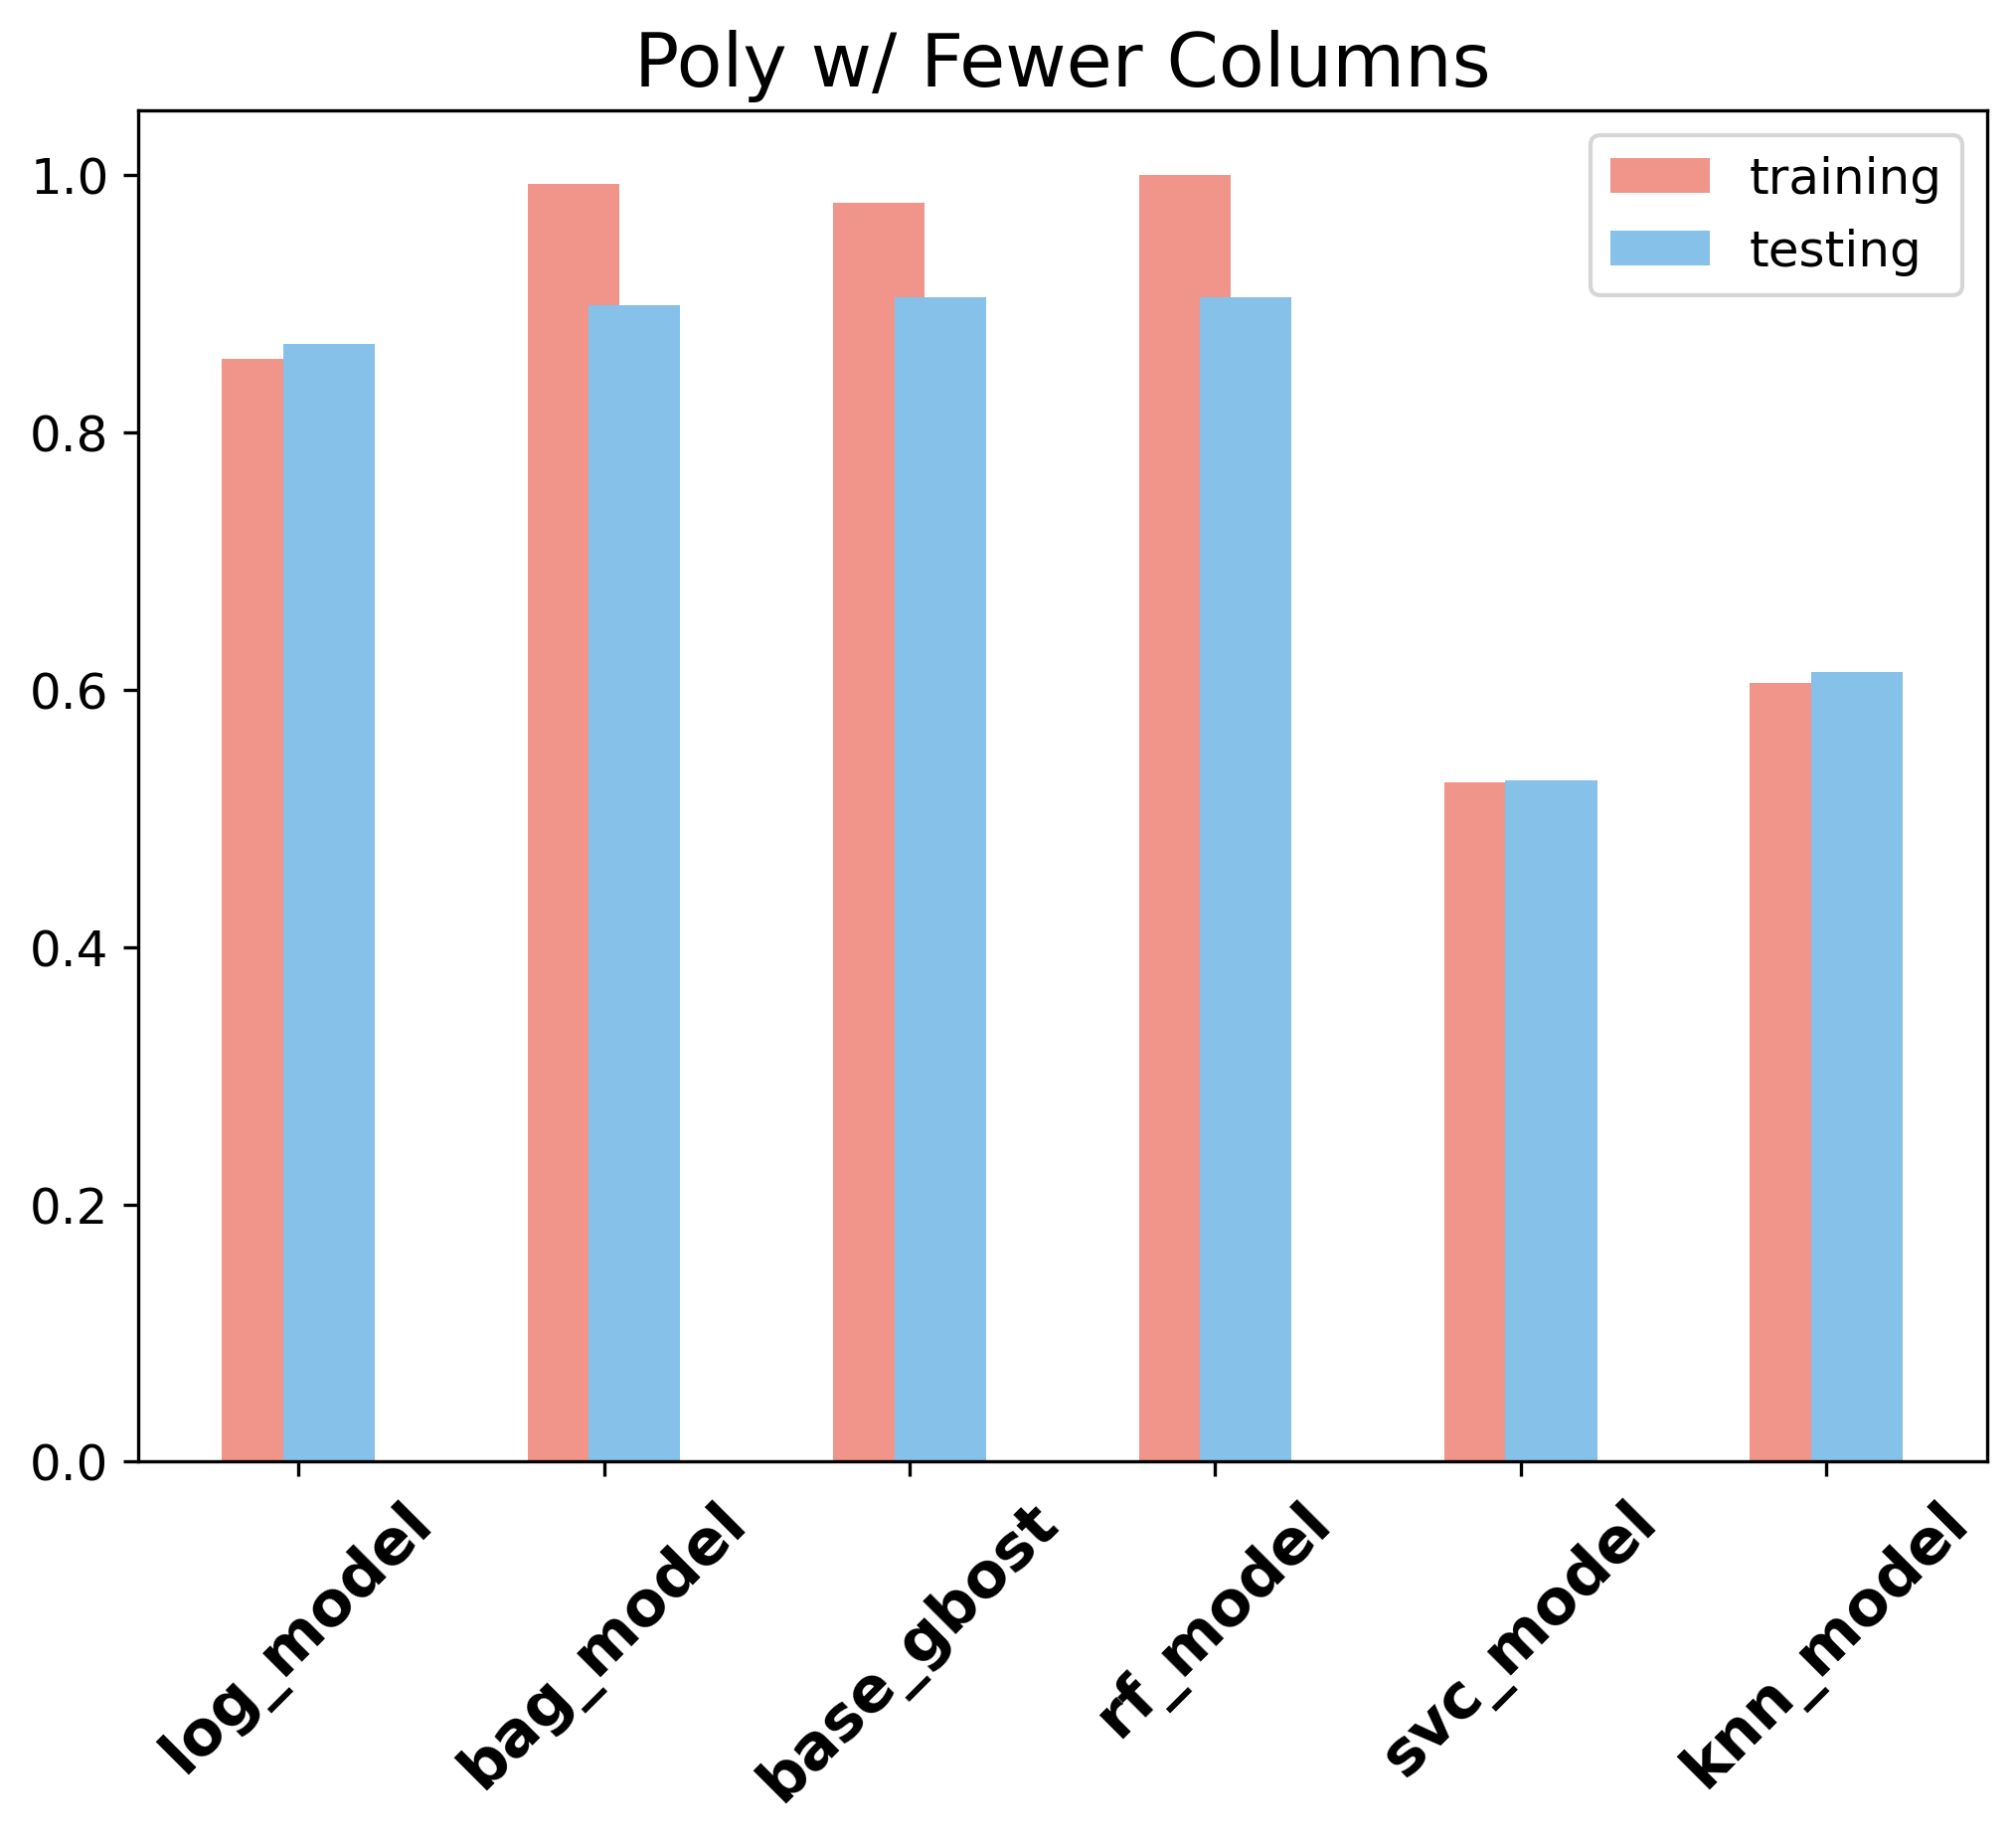 Poly w/ Fewer Columns
training
testing
1.0
0.8
0.6
0.4
0.2
0.0
log_model
bag_model
base_gbost
rf_model
svc_model
knn_model